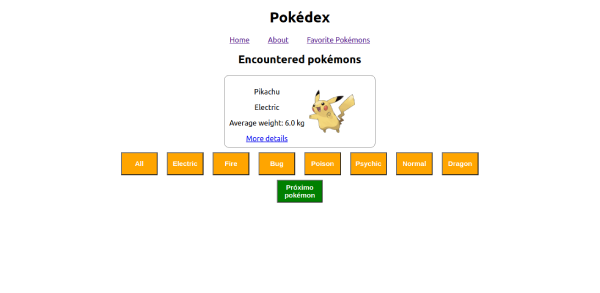 Pokédex
Home About Favorite Pokémons
Encountered pokémons
Pikachu
Electric
Average weight: 6.0 kg
More details
All Electric Fire Bug Poison Psychic Normal Dragon
Próximo
pokémon